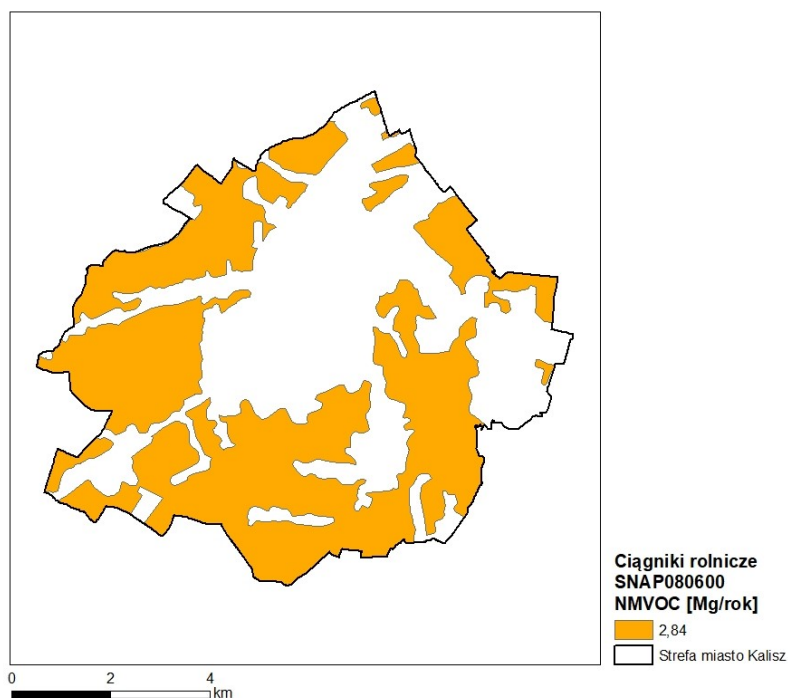 Ciągniki rolnicze
SNAP080600
NMVOC [Mg/rok]
2,84
Strefa miasto Kalisz
0 2 4
km